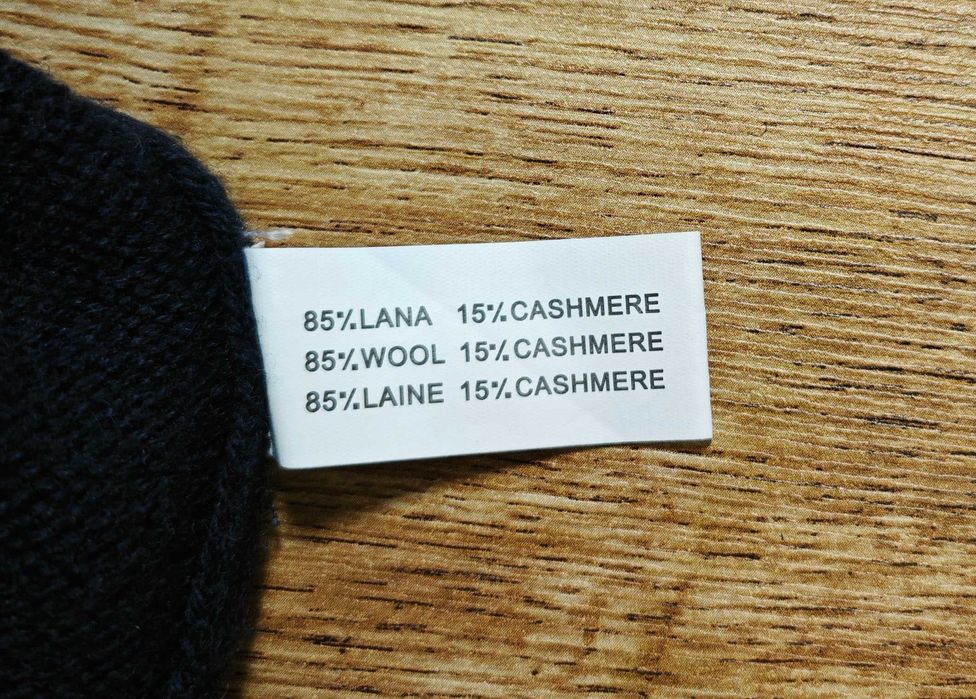 85% LANA 15% CASHMERE
85% WOOL 15% CASHMERE
85% LAINE 15% CASHMERE